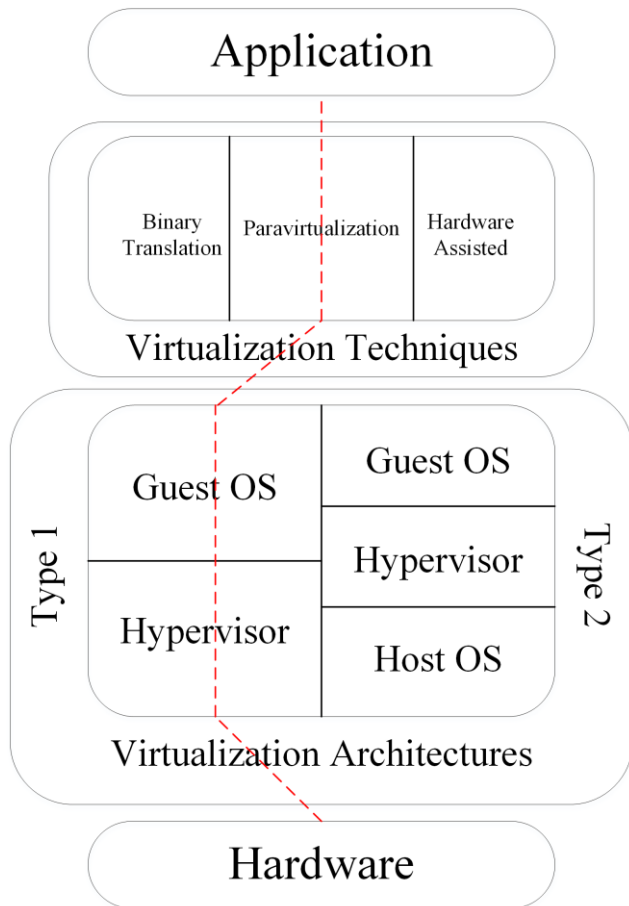 Application
Binary
Translation
Paravirtualization
Hardware
Assisted
Virtualization Techniques
Type 1
Guest OS
Hypervisor
Guest OS
Hypervisor
Host OS
Type 2
Virtualization Architectures
Hardware